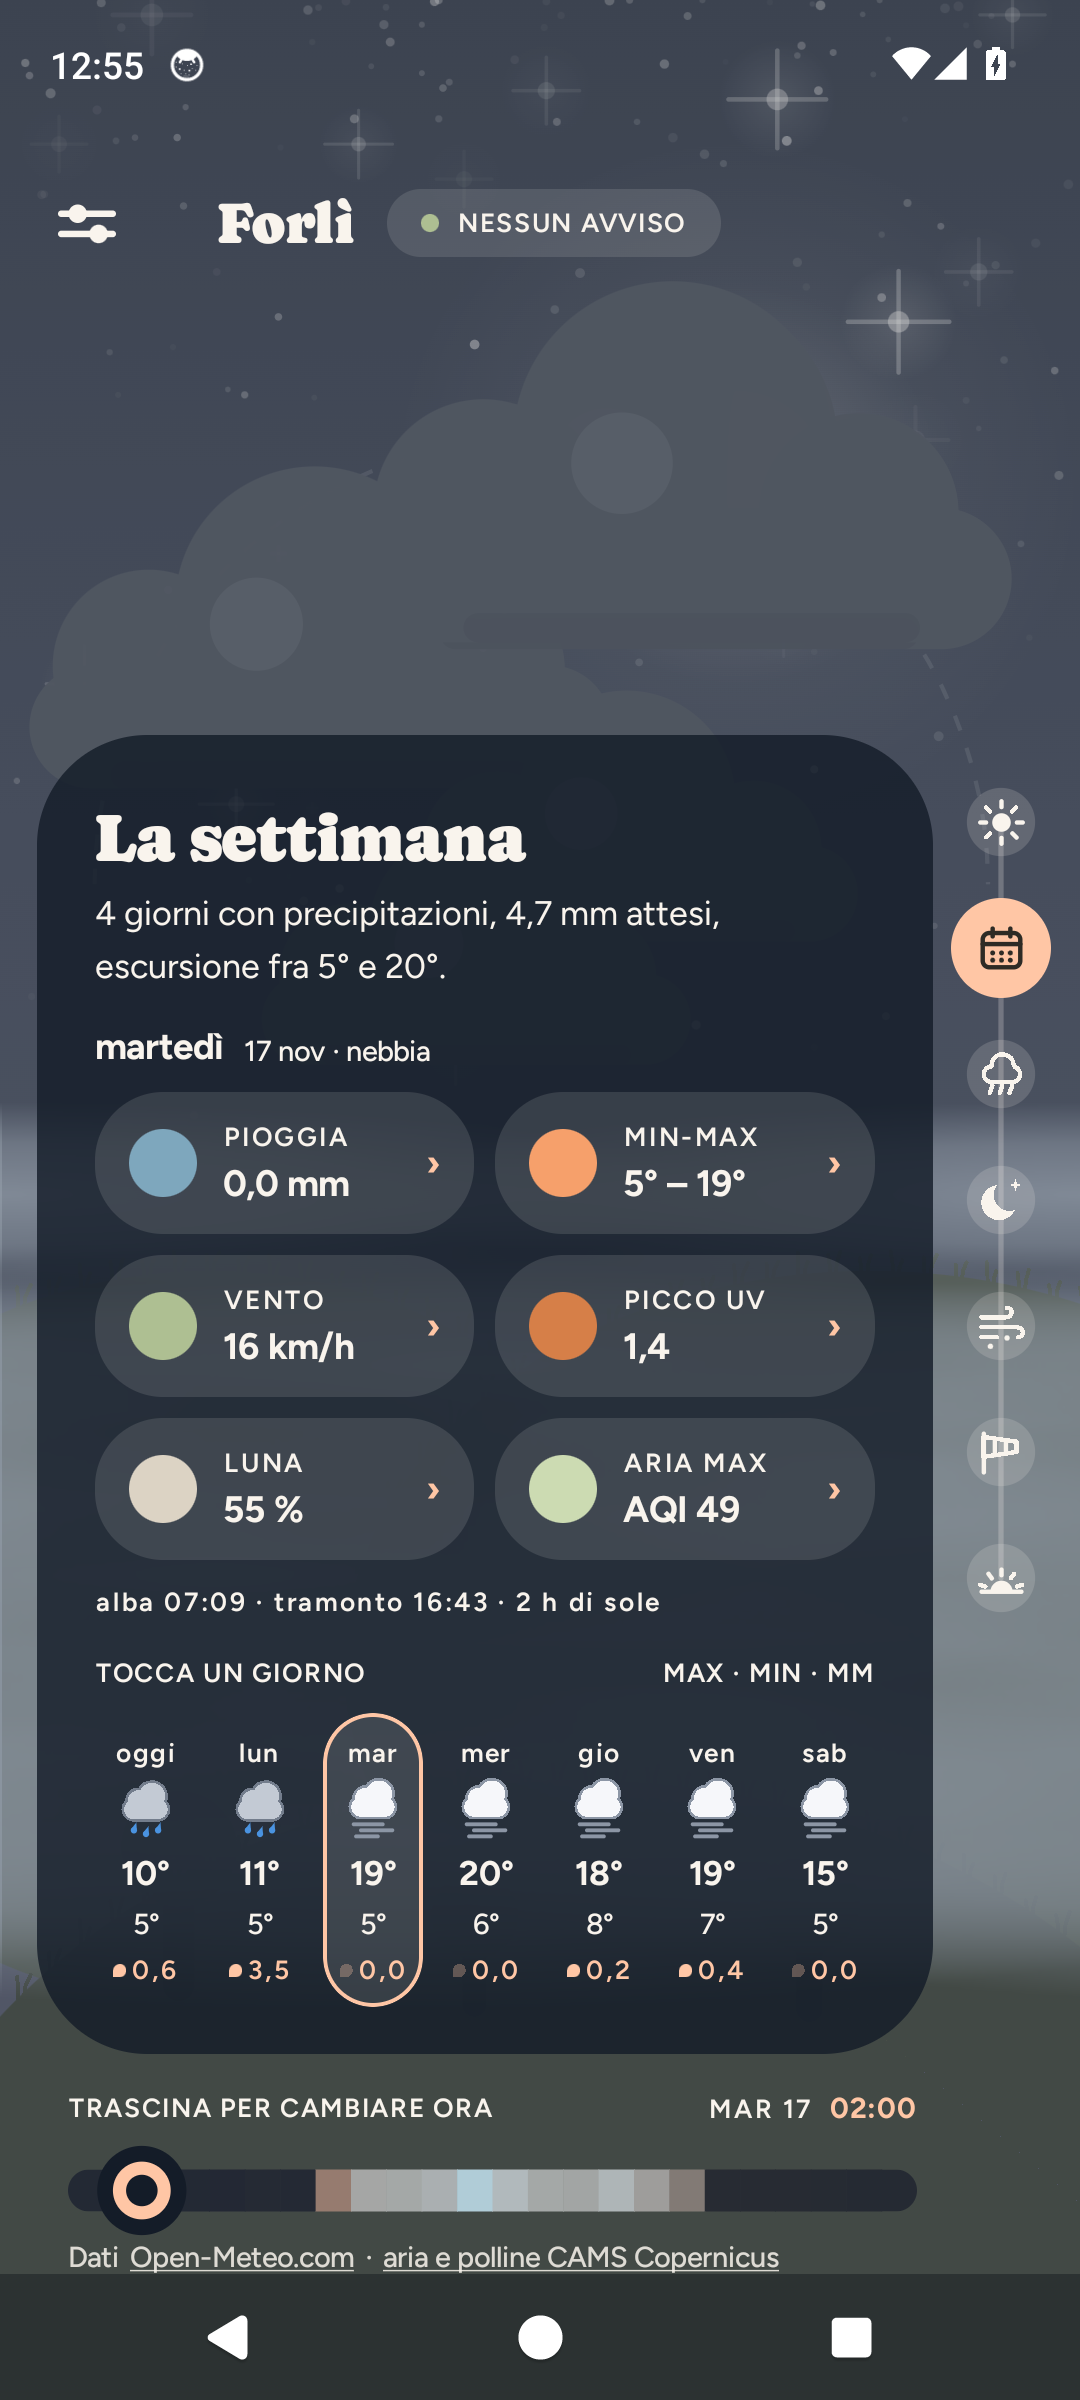 12:55
Forlì NESSUN AVVISO
La settimana
4 giorni con precipitazioni, 4,7 mm attesi,
escursione fra 5° e 20°.
martedì 17 nov · nebbia
PIOGGIA
0,0 mm ›
MIN-MAX
5° – 19° ›
VENTO
16 km/h ›
PICCO UV
1,4 ›
LUNA
55 % ›
ARIA MAX
AQI 49 ›
alba 07:09 · tramonto 16:43 · 2 h di sole
TOCCA UN GIORNO MAX · MIN · MM
oggi lun mar mer gio ven sab
10° 11° 19° 20° 18° 19° 15°
5° 5° 5° 6° 8° 7° 5°
0,6 3,5 0,0 0,0 0,2 0,4 0,0
TRASCINA PER CAMBIARE ORA MAR 17 02:00
Dati Open-Meteo.com · aria e polline CAMS Copernicus